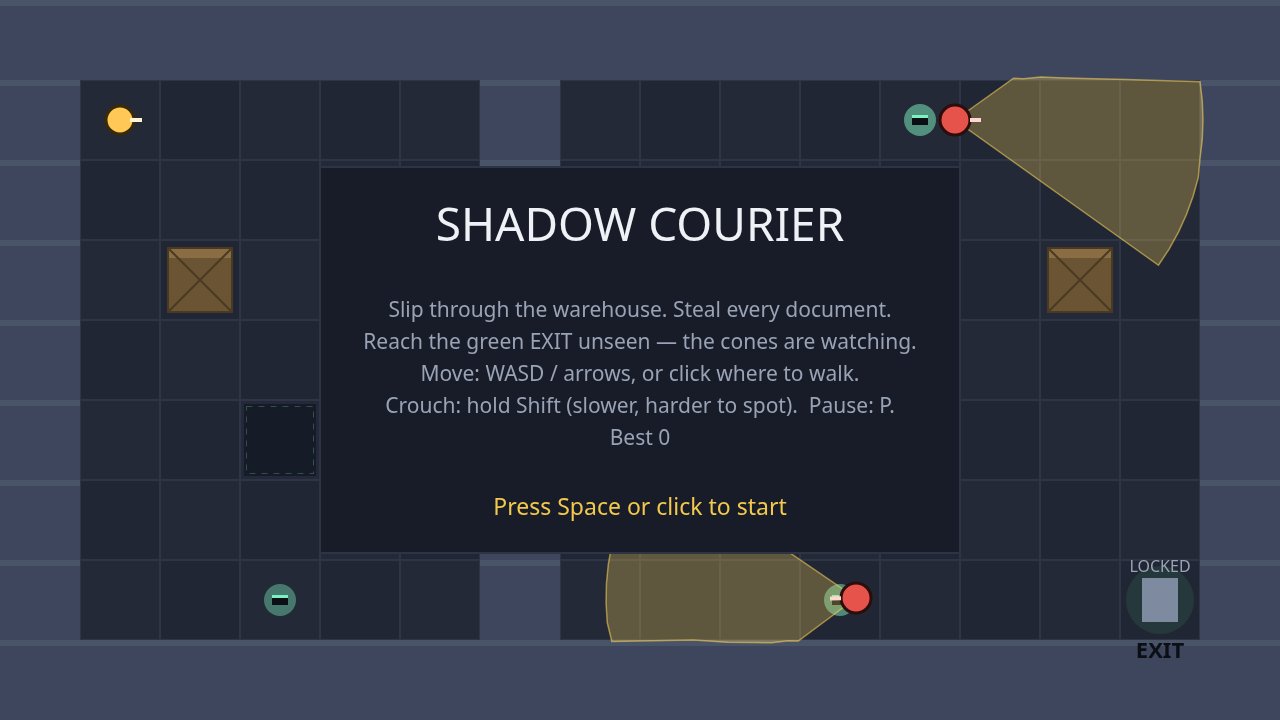 SHADOW COURIER
Slip through the warehouse. Steal every document.
Reach the green EXIT unseen — the cones are watching.
Move: WASD / arrows, or click where to walk.
Crouch: hold Shift (slower, harder to spot).  Pause: P.
Best 0
Press Space or click to start
LOCKED
EXIT